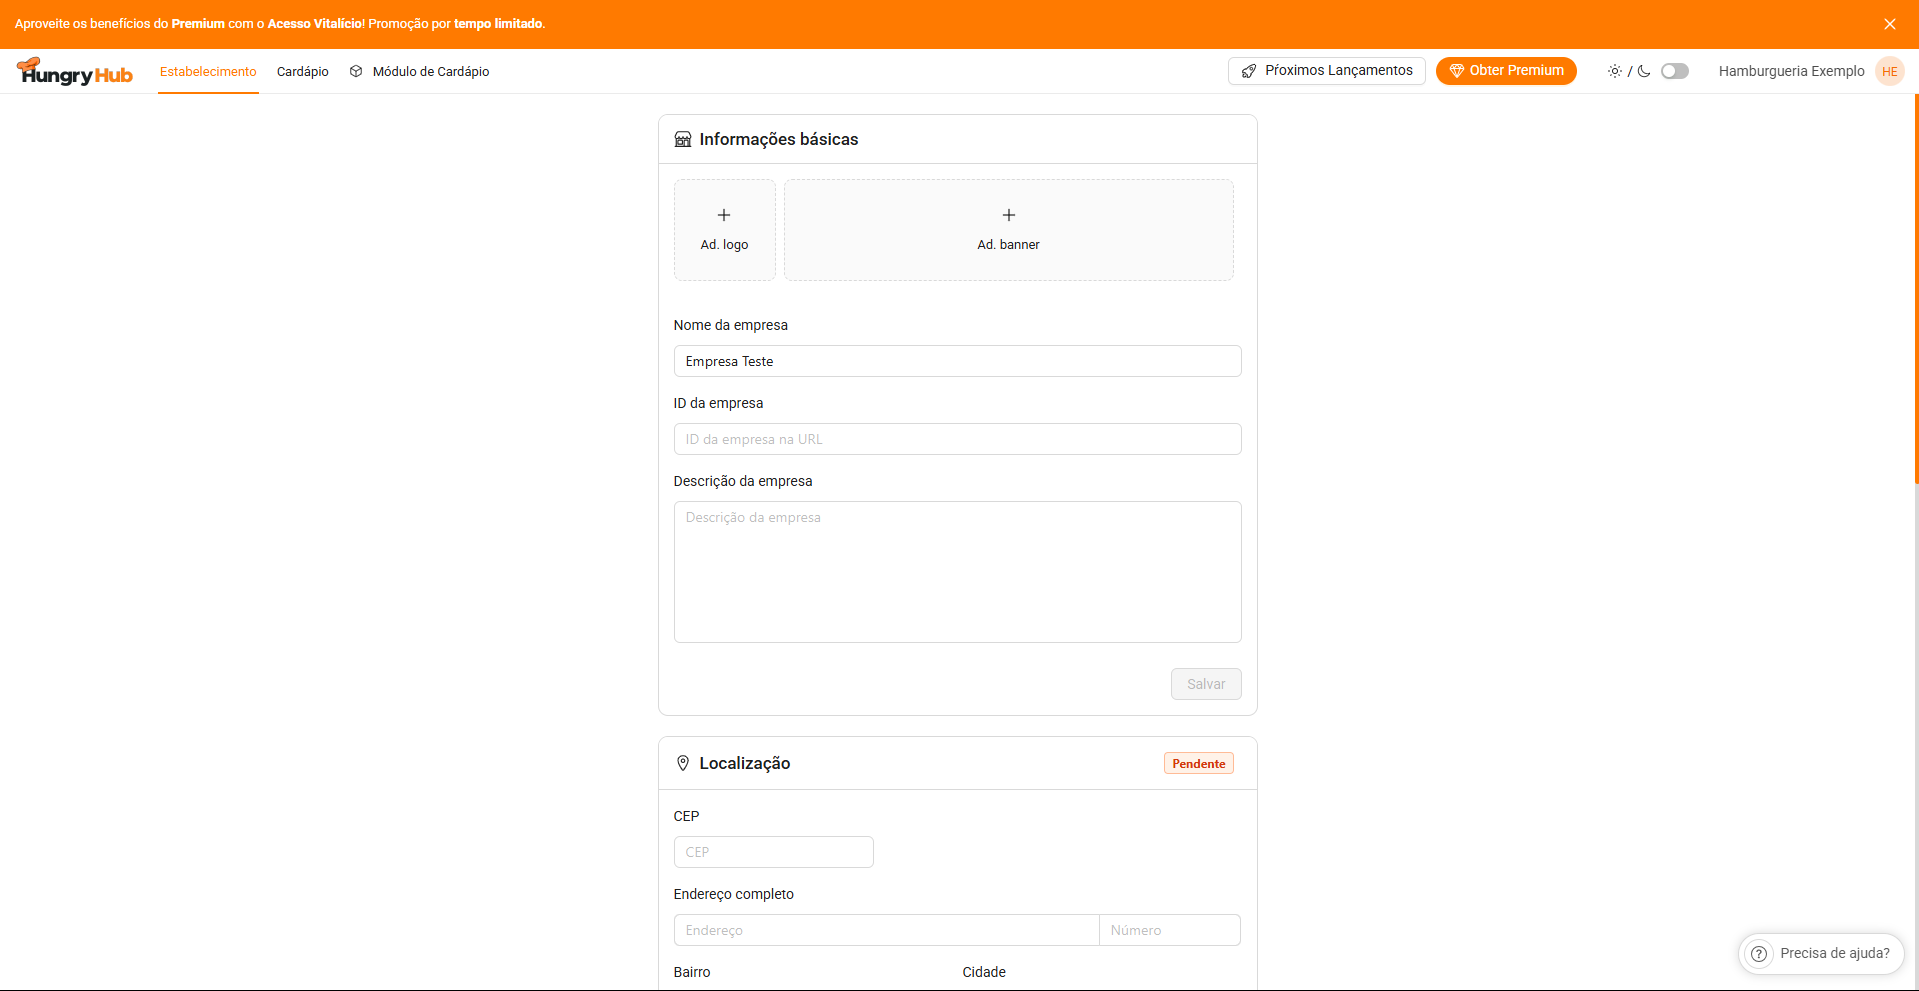 Aproveite os benefícios do Premium com o Acesso Vitalício! Promoção por tempo limitado.
HungryHub
Estabelecimento
Cardápio
Módulo de Cardápio
Pŕoximos Lançamentos
Obter Premium
/
Hamburgueria Exemplo
HE
Informações básicas
Ad. logo
Ad. banner
Nome da empresa
Empresa Teste
ID da empresa
ID da empresa na URL
Descrição da empresa
Descrição da empresa
Salvar
Localização
Pendente
CEP
CEP
Endereço completo
Endereço
Número
Bairro
Cidade
Precisa de ajuda?